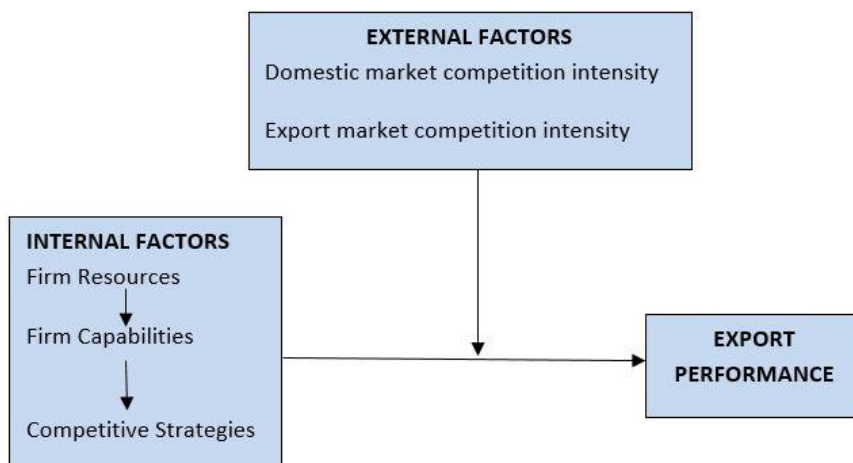 EXTERNAL FACTORS
Domestic market competition intensity
Export market competition intensity
INTERNAL FACTORS
Firm Resources
Firm Capabilities
Competitive Strategies
EXPORT
PERFORMANCE